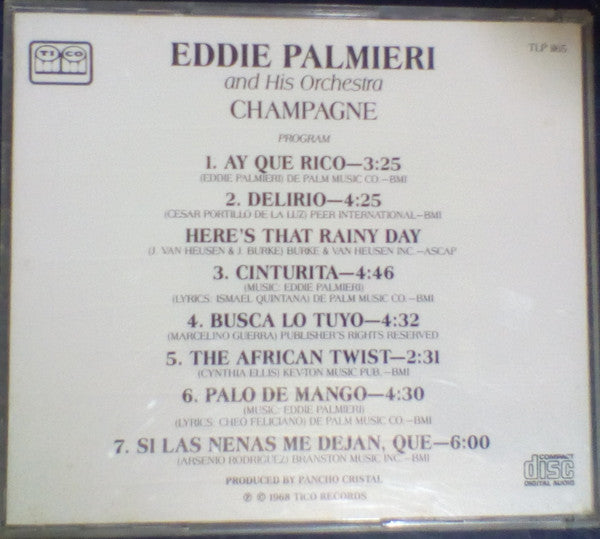 TICO
TLP 1165
EDDIE PALMIERI
and His Orchestra
CHAMPAGNE
PROGRAM
1. AY QUE RICO—3:25
(EDDIE PALMIERI) DE PALM MUSIC CO.—BMI
2. DELIRIO—4:25
(CESAR PORTILLO DE LA LUZ) PEER INTERNATIONAL—BMI
HERE'S THAT RAINY DAY
(J. VAN HEUSEN & J. BURKE) BURKE & VAN HEUSEN INC.—ASCAP
3. CINTURITA—4:46
(MUSIC: EDDIE PALMIERI)
(LYRICS: ISMAEL QUINTANA) DE PALM MUSIC CO.—BMI
4. BUSCA LO TUYO—4:32
(MARCELINO GUERRA) PUBLISHER'S RIGHTS RESERVED
5. THE AFRICAN TWIST—2:31
(CYNTHIA ELLIS) KEV-TON MUSIC PUB.—BMI
6. PALO DE MANGO—4:30
(MUSIC: EDDIE PALMIERI)
(LYRICS: CHEO FELICIANO) DE PALM MUSIC CO.—BMI
7. SI LAS NENAS ME DEJAN, QUE—6:00
(ARSENIO RODRIGUEZ) BRANSTON MUSIC INC.—BMI
PRODUCED BY PANCHO CRISTAL
℗ © 1968 TICO RECORDS
COMPACT
disc
DIGITAL AUDIO